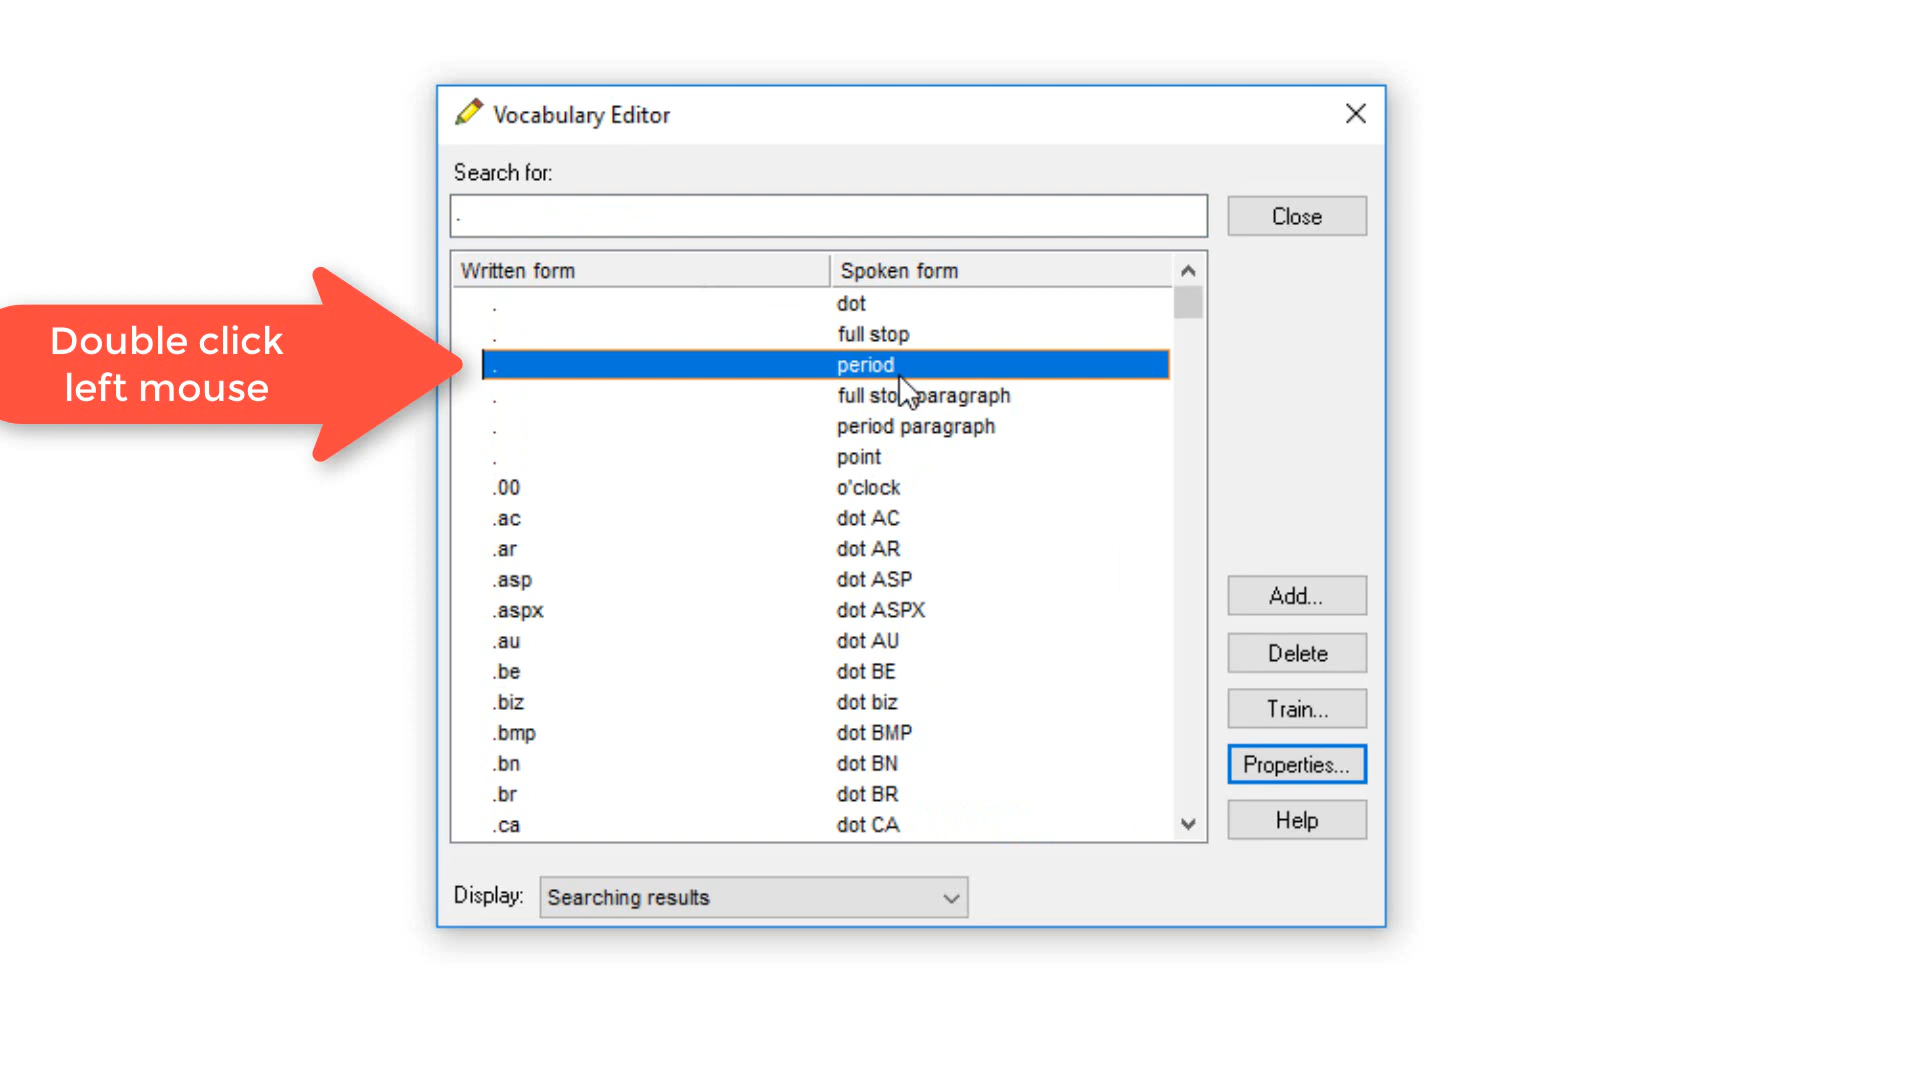 Vocabulary Editor
Search for:
.
Close
Written form Spoken form
. dot
. full stop
. period
. full stop paragraph
. period paragraph
. point
.00 o'clock
.ac dot AC
.ar dot AR
.asp dot ASP
.aspx dot ASPX
.au dot AU
.be dot BE
.biz dot biz
.bmp dot BMP
.bn dot BN
.br dot BR
.ca dot CA
Double click
left mouse
Add...
Delete
Train...
Properties...
Help
Display: Searching results